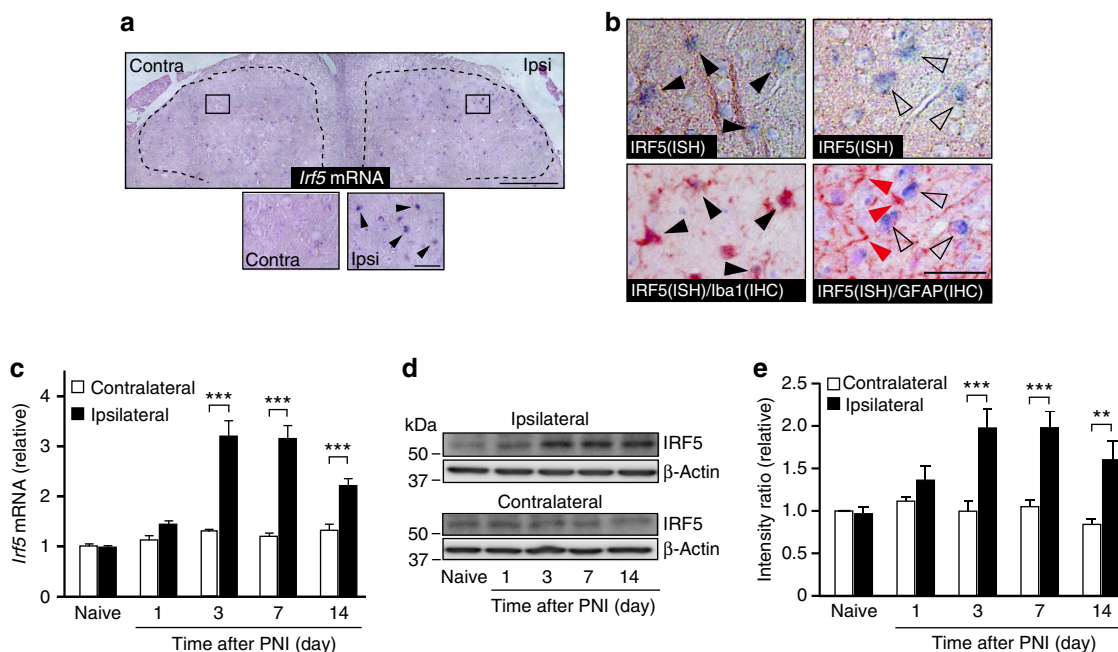 a
Contra
Ipsi
Irf5 mRNA
Contra
Ipsi
b
IRF5(ISH)
IRF5(ISH)
IRF5(ISH)/Iba1(IHC)
IRF5(ISH)/GFAP(IHC)
c
Irf5 mRNA (relative)
4
3
2
1
0
Contralateral
Ipsilateral
***
***
***
Naive
1
3
7
14
Time after PNI (day)
d
kDa
Ipsilateral
50
IRF5
37
β-Actin
Contralateral
50
IRF5
37
β-Actin
Naive
1
3
7
14
Time after PNI (day)
e
Intensity ratio (relative)
2.5
2.0
1.5
1.0
0.5
0.0
Contralateral
Ipsilateral
***
***
**
Naive
1
3
7
14
Time after PNI (day)